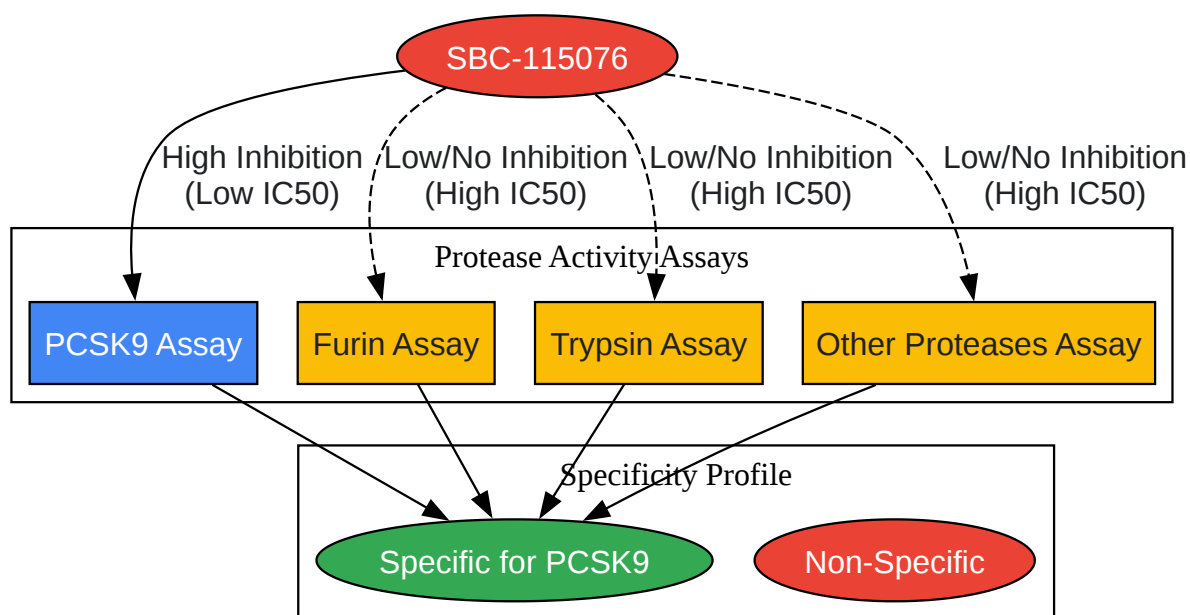 SBC-115076
High Inhibition
(Low IC50)
Low/No Inhibition
(High IC50)
Low/No Inhibition
(High IC50)
Low/No Inhibition
(High IC50)
Protease Activity Assays
PCSK9 Assay
Furin Assay
Trypsin Assay
Other Proteases Assay
Specificity Profile
Specific for PCSK9
Non-Specific